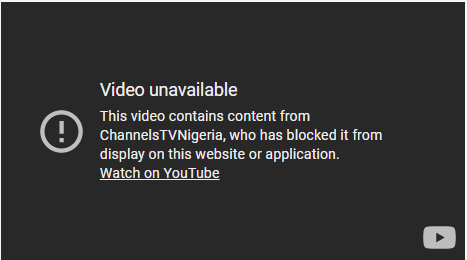 Video unavailable
This video contains content from
ChannelsTVNigeria, who has blocked it from
display on this website or application.
Watch on YouTube